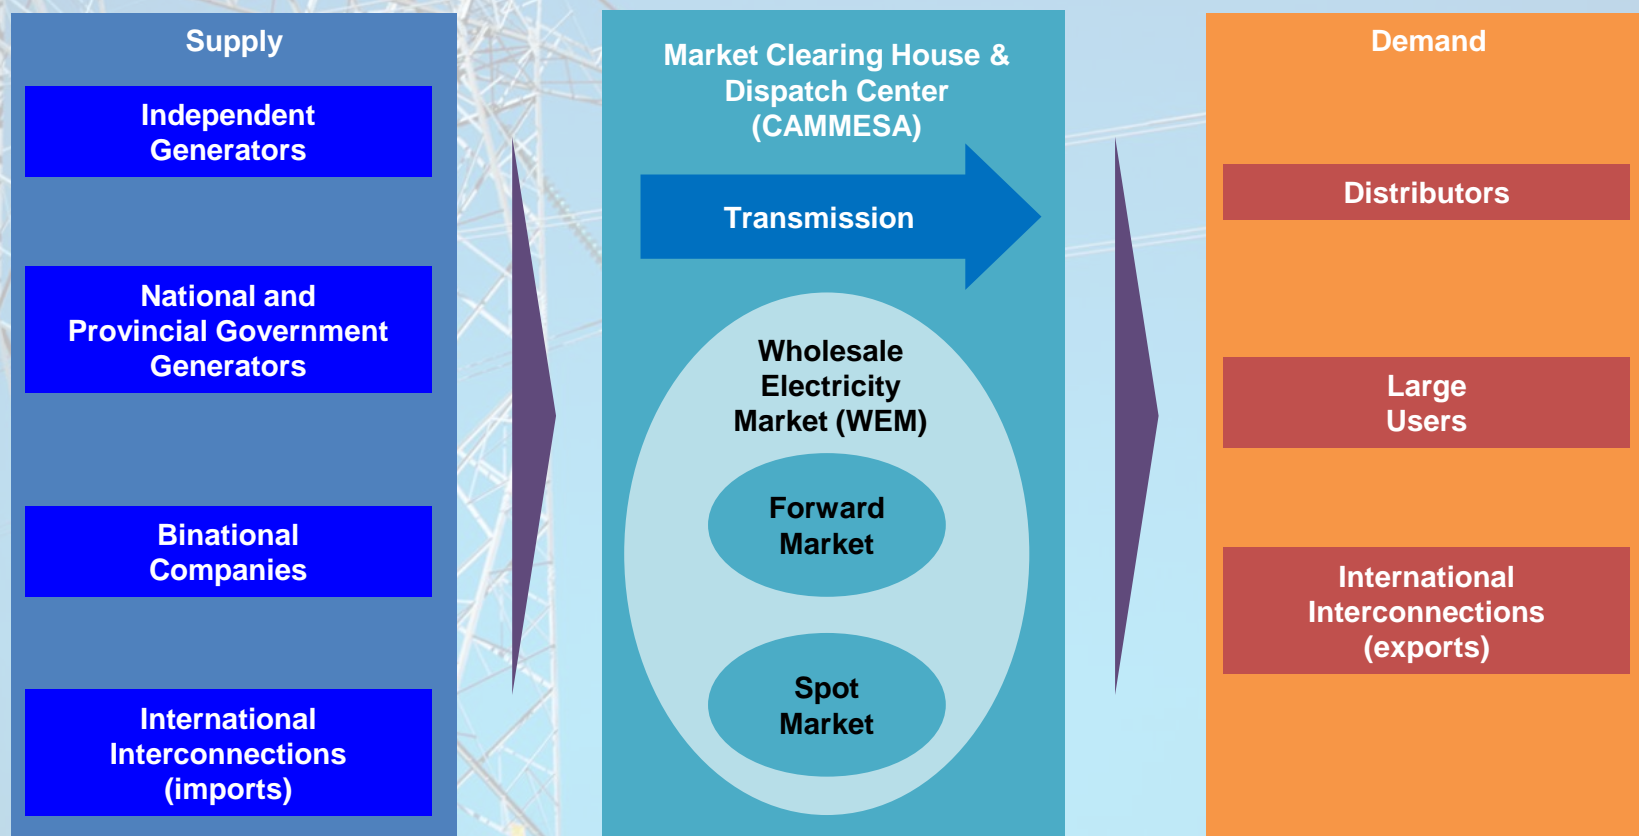 Supply
Independent
Generators
National and
Provincial Government
Generators
Binational
Companies
International
Interconnections
(imports)
Market Clearing House &
Dispatch Center
(CAMMESA)
Transmission
Wholesale
Electricity
Market (WEM)
Forward
Market
Spot
Market
Demand
Distributors
Large
Users
International
Interconnections
(exports)